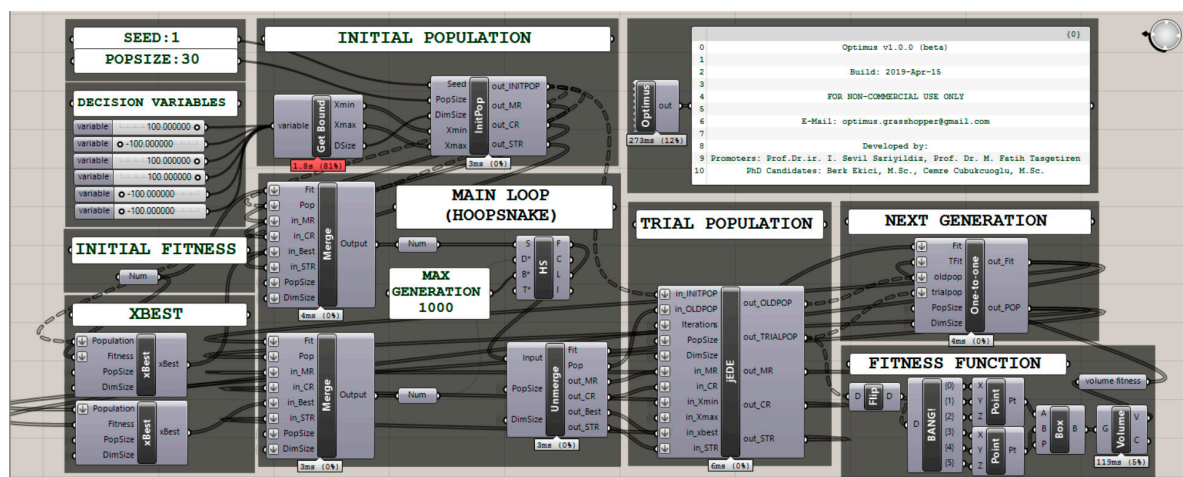 SEED:1
POPSIZE:30
DECISION VARIABLES
variable 100.000000
variable -100.000000
variable 100.000000
variable 100.000000
variable -100.000000
variable -100.000000
INITIAL FITNESS
Num
XBEST
Population
Fitness
PopSize
DimSize
xBest
xBest
Population
Fitness
PopSize
DimSize
xBest
xBest
INITIAL POPULATION
variable
Get Bound
Xmin
Xmax
DSize
1.8s (81%)
Seed
PopSize
DimSize
Xmin
Xmax
InitPop
out_INITPOP
out_MR
out_CR
out_STR
3ms (0%)
MAIN LOOP
(HOOPSNAKE)
Fit
Pop
in_MR
in_CR
in_Best
in_STR
PopSize
DimSize
Merge
Output
4ms (0%)
Num
S
D*
B*
T*
HS
F
C
L
I
MAX
GENERATION
1000
Fit
Pop
in_MR
in_CR
in_Best
in_STR
PopSize
DimSize
Merge
Output
3ms (0%)
Num
Input
PopSize
DimSize
Unmerge
Fit
Pop
out_MR
out_CR
out_Best
out_STR
3ms (0%)
Optimus
out
273ms (12%)
{0}
0 Optimus v1.0.0 (beta)
1
2 Build: 2019-Apr-15
3
4 FOR NON-COMMERCIAL USE ONLY
5
6 E-Mail: optimus.grasshopper@gmail.com
7
8 Developed by:
9 Promoters: Prof.Dr.ir. I. Sevil Sariyildiz, Prof. Dr. M. Fatih Tasgetiren
10 PhD Candidates: Berk Ekici, M.Sc., Cemre Cubukcuoglu, M.Sc.
TRIAL POPULATION
in_INITPOP
in_OLDPOP
Iterations
PopSize
DimSize
in_MR
in_CR
in_Xmin
in_Xmax
in_xbest
in_STR
jEDE
out_OLDPOP
out_TRIALPOP
out_MR
out_CR
out_STR
6ms (0%)
NEXT GENERATION
Fit
TFit
oldpop
trialpop
PopSize
DimSize
One-to-one
out_Fit
out_POP
4ms (0%)
FITNESS FUNCTION
volume fitness
D
Flip
D
D
BANG!
{0}
{1}
{2}
{3}
{4}
{5}
X
Y
Z
Point
Pt
X
Y
Z
Point
Pt
A
B
P
Box
B
G
Volume
V
C
119ms (5%)